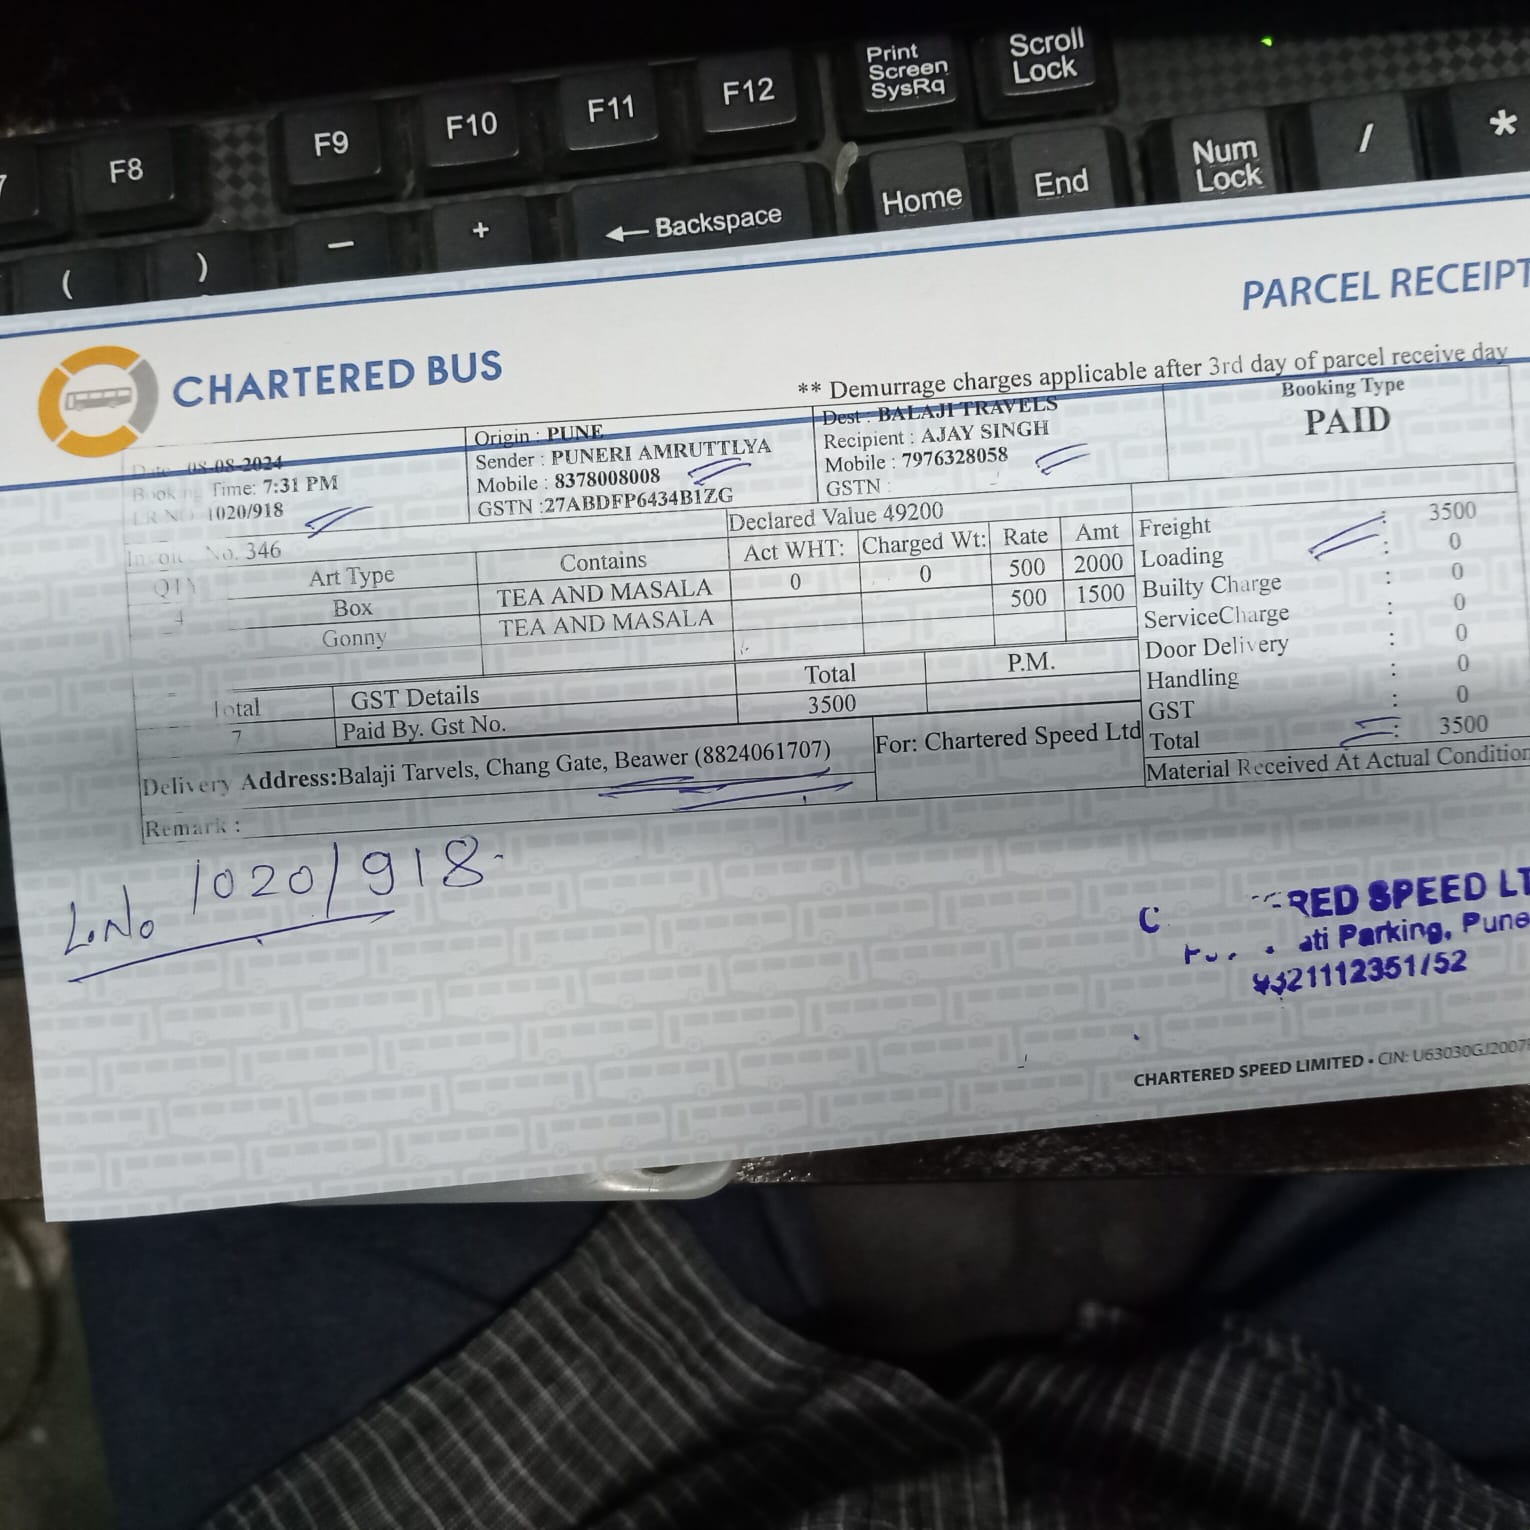 Print
Screen
SysRq
Scroll
Lock
F8
F9
F10
F11
F12
Num
Lock
/
*
Home
End
← Backspace
(
)
—
+
PARCEL RECEIPT
CHARTERED BUS
** Demurrage charges applicable after 3rd day of parcel receive day
Date 08-08-2024
Time: 7:31 PM
LR NO 1020/918
Origin : PUNE
Sender : PUNERI AMRUTTLYA
Mobile : 8378008008
GSTN :27ABDFP6434B1ZG
Dest : BALAJI TRAVELS
Recipient : AJAY SINGH
Mobile : 7976328058
GSTN :
Booking Type
PAID
No. 346
Declared Value 49200
QTY Art Type Contains Act WHT: Charged Wt: Rate Amt
4 Box TEA AND MASALA 0 0 500 2000
Gonny TEA AND MASALA 500 1500
Freight : 3500
Loading : 0
Builty Charge : 0
ServiceCharge : 0
Door Delivery : 0
Handling : 0
GST : 0
Total : 3500
Total GST Details Total P.M.
7 Paid By. Gst No. 3500
Delivery Address:Balaji Tarvels, Chang Gate, Beawer (8824061707)
For: Chartered Speed Ltd
Material Received At Actual Condition
Remark :
L.No 1020/918
RED SPEED LT
ati Parking, Pune
21112351/52
CHARTERED SPEED LIMITED • CIN: U63030GJ2007